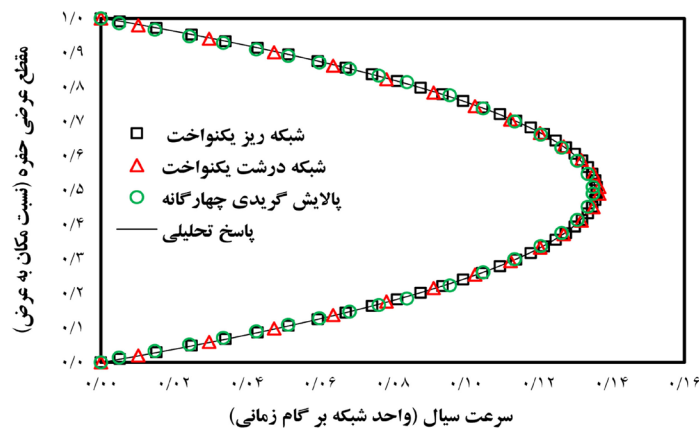 ۱/۰
۰/۹
۰/۸
۰/۷
۰/۶
۰/۵
۰/۴
۰/۳
۰/۲
۰/۱
۰/۰
مقطع عرضی حفره (نسبت مکان به عرض)
شبکه ریز یکنواخت
شبکه درشت یکنواخت
پالایش گریدی چهارگانه
پاسخ تحلیلی
۰/۰۰ ۰/۰۲ ۰/۰۴ ۰/۰۶ ۰/۰۸ ۰/۱۰ ۰/۱۲ ۰/۱۴ ۰/۱۶
سرعت سیال (واحد شبکه بر گام زمانی)